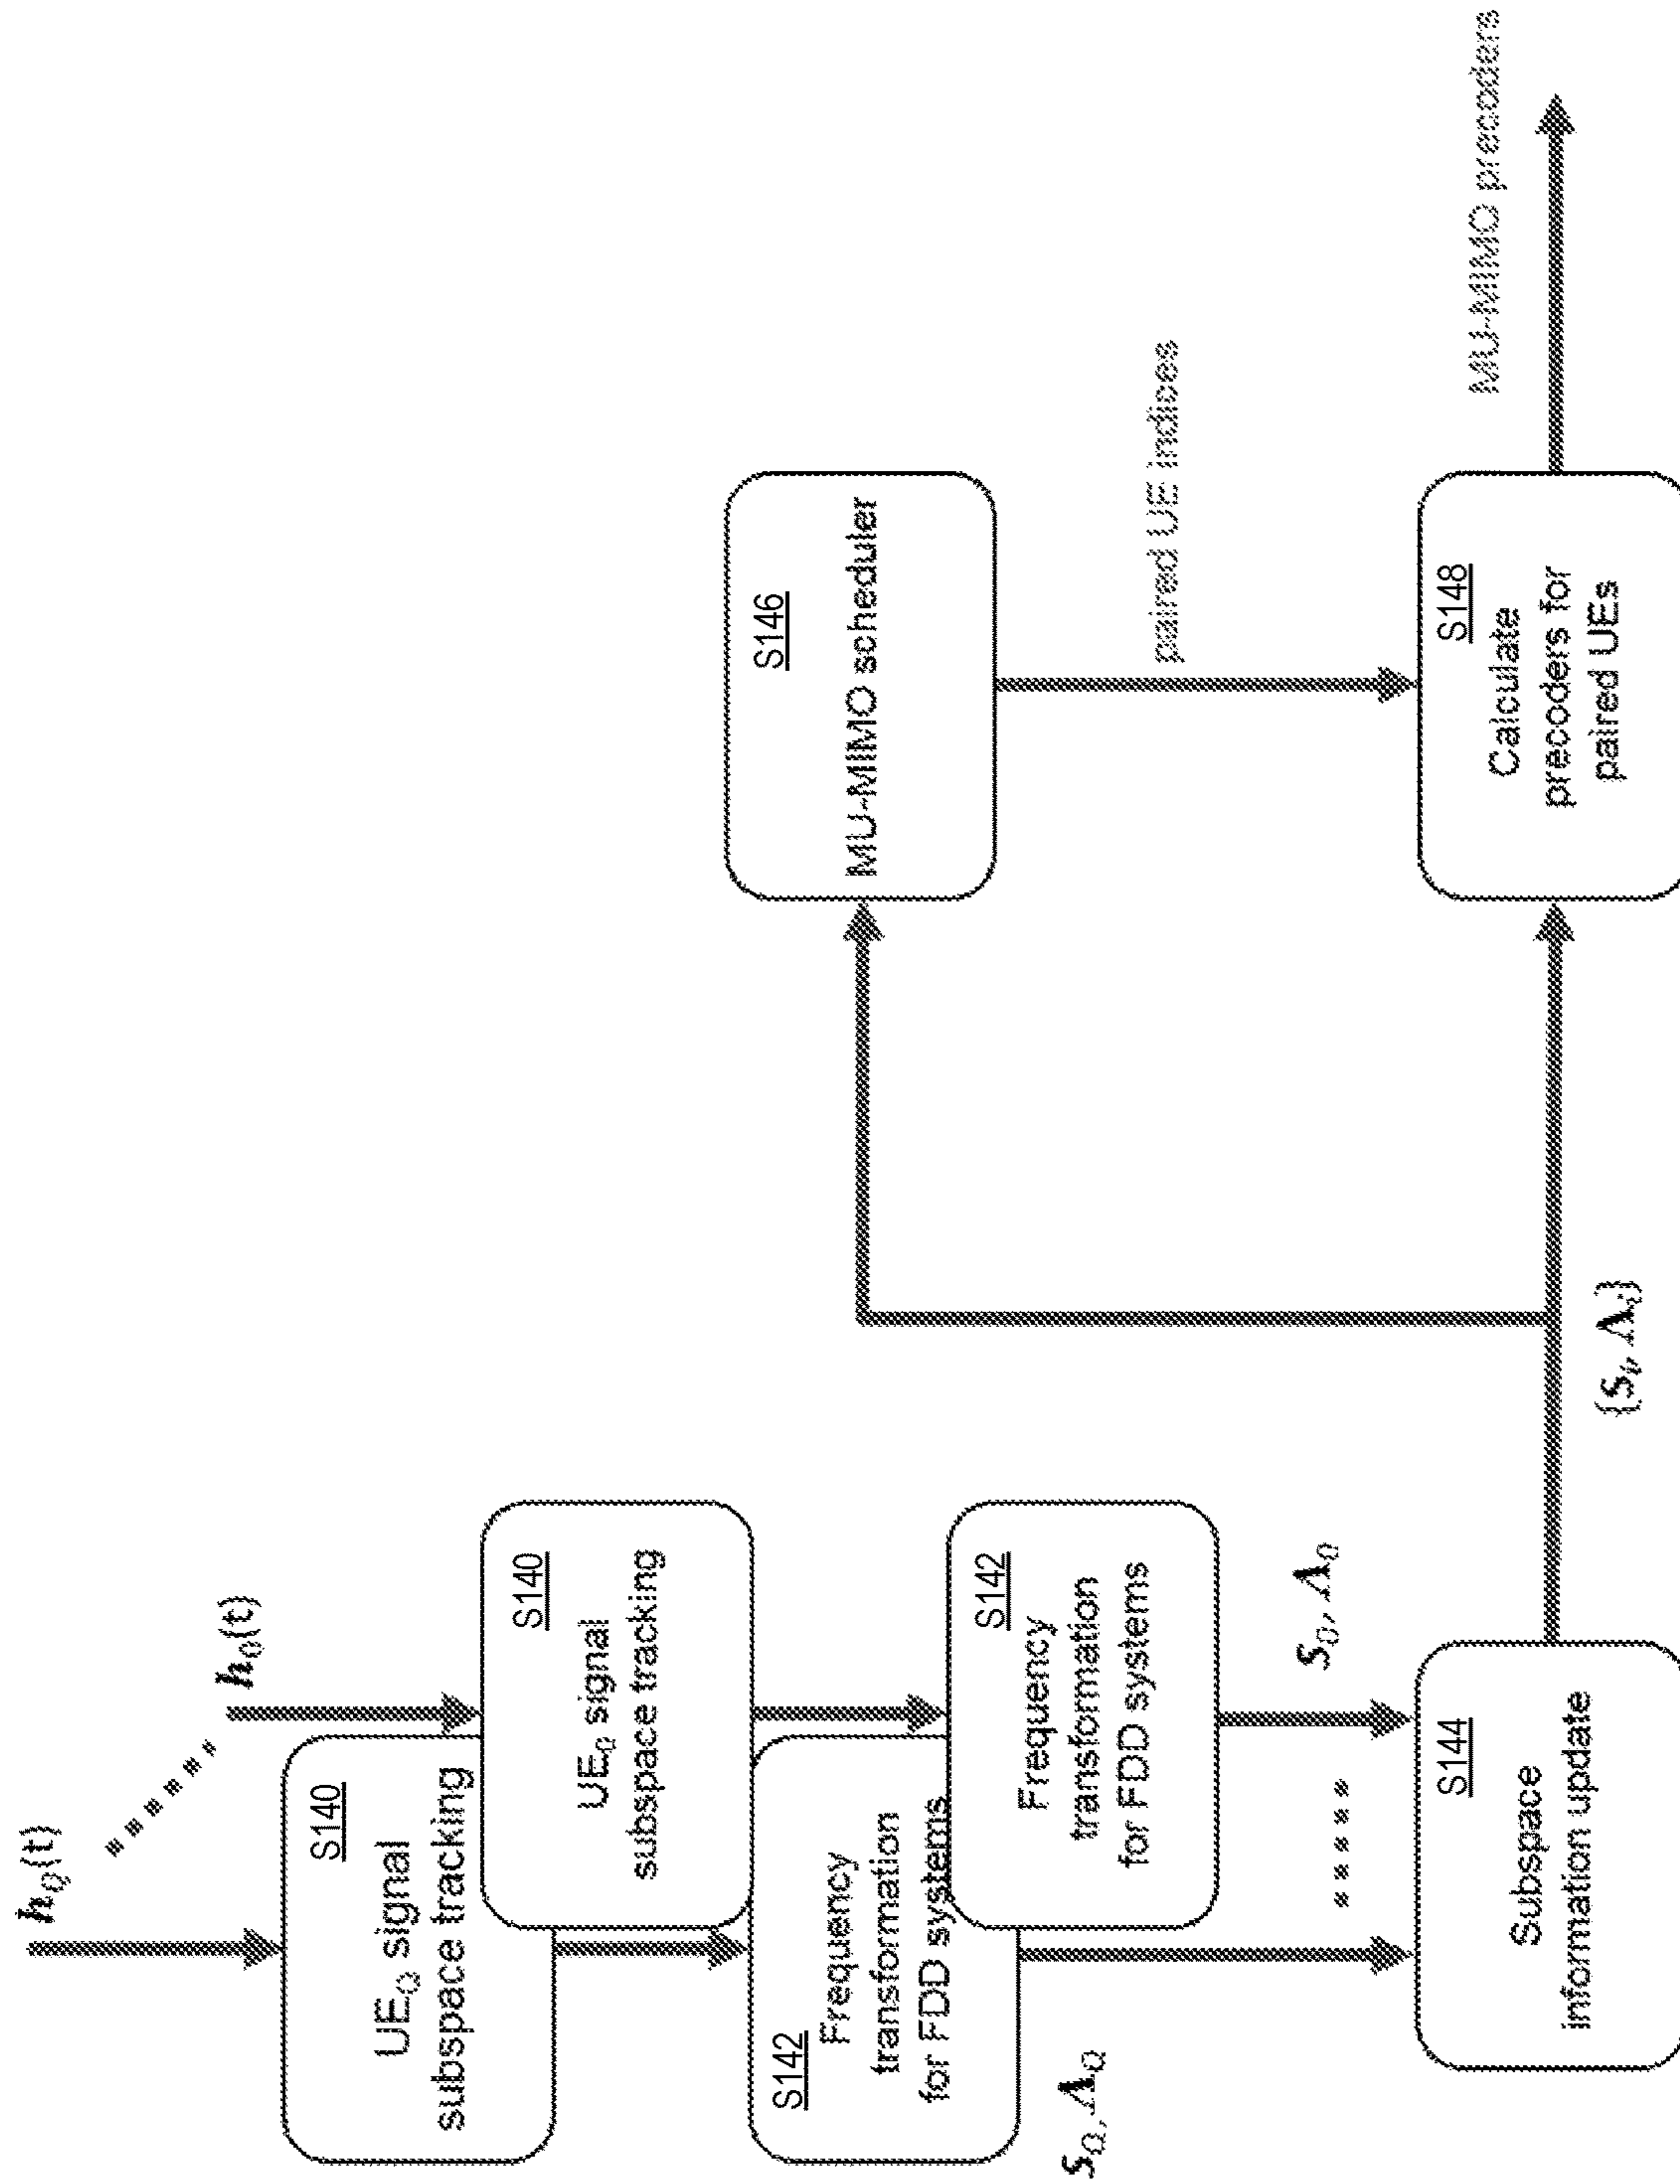 h₀(t)
h₀(t)
S140
UE₀ signal
subspace tracking
S140
UE₀ signal
subspace tracking
S142
Frequency
transformation
for FDD systems
S142
Frequency
transformation
for FDD systems
S₀, Λ₀
S₀, Λ₀
S144
Subspace
information update
{Sᵢ, Λᵢ}
S146
MU-MIMO scheduler
paired UE indices
S148
Calculate
precoders for
paired UEs
MU-MIMO precoders